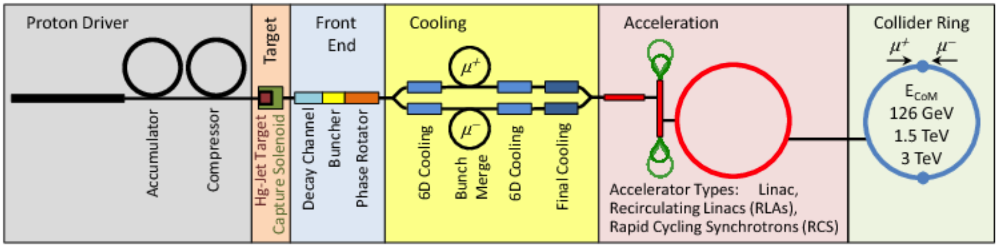 Proton Driver
Accumulator
Compressor
Target
Hg-Jet Target
Capture Solenoid
Front
End
Decay Channel
Buncher
Phase Rotator
Cooling
μ+
μ−
6D Cooling
Bunch
Merge
6D Cooling
Final Cooling
Acceleration
Accelerator Types: Linac,
Recirculating Linacs (RLAs),
Rapid Cycling Synchrotrons (RCS)
Collider Ring
μ+ μ−
ECoM
126 GeV
1.5 TeV
3 TeV